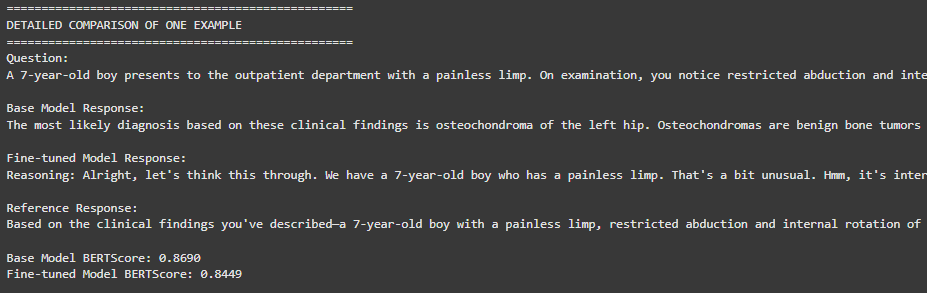 ==================================================
DETAILED COMPARISON OF ONE EXAMPLE
==================================================
Question:
A 7-year-old boy presents to the outpatient department with a painless limp. On examination, you notice restricted abduction and inte
Base Model Response:
The most likely diagnosis based on these clinical findings is osteochondroma of the left hip. Osteochondromas are benign bone tumors
Fine-tuned Model Response:
Reasoning: Alright, let's think this through. We have a 7-year-old boy who has a painless limp. That's a bit unusual. Hmm, it's inter
Reference Response:
Based on the clinical findings you've described—a 7-year-old boy with a painless limp, restricted abduction and internal rotation of
Base Model BERTScore: 0.8690
Fine-tuned Model BERTScore: 0.8449